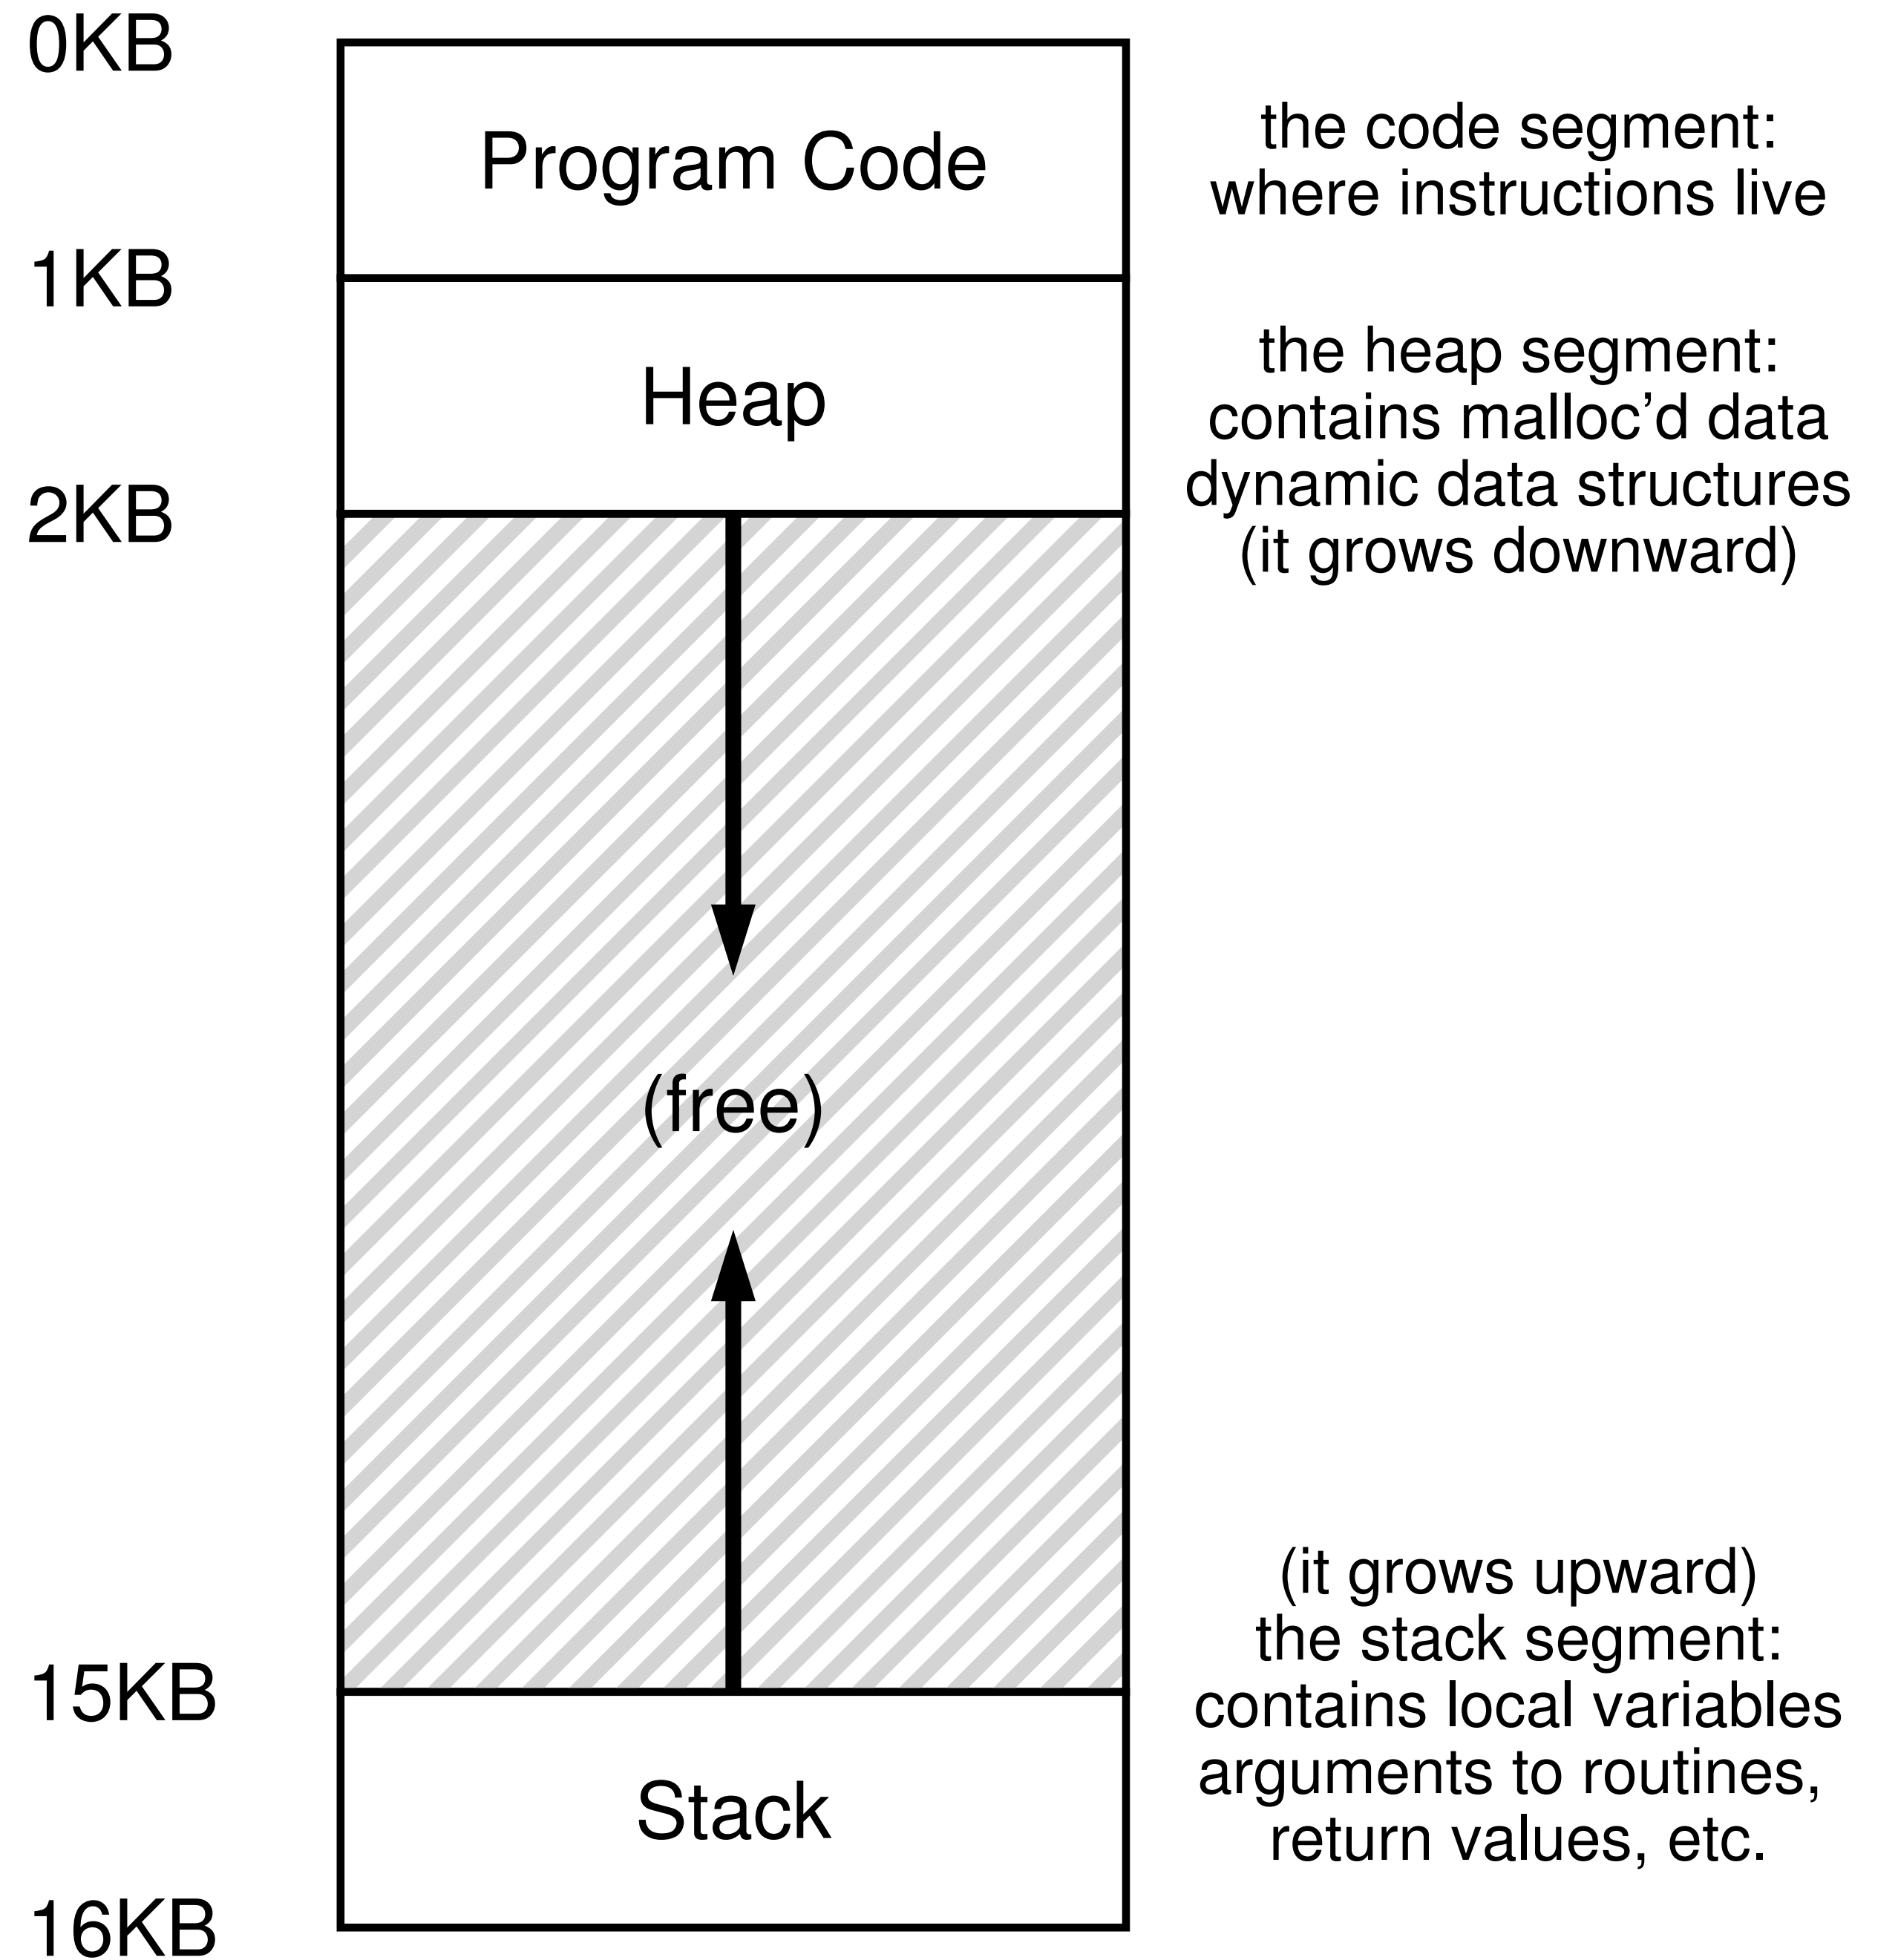 0KB
Program Code
the code segment:
where instructions live
1KB
Heap
the heap segment:
contains malloc’d data
dynamic data structures
(it grows downward)
2KB
(free)
(it grows upward)
the stack segment:
contains local variables
arguments to routines,
return values, etc.
15KB
Stack
16KB